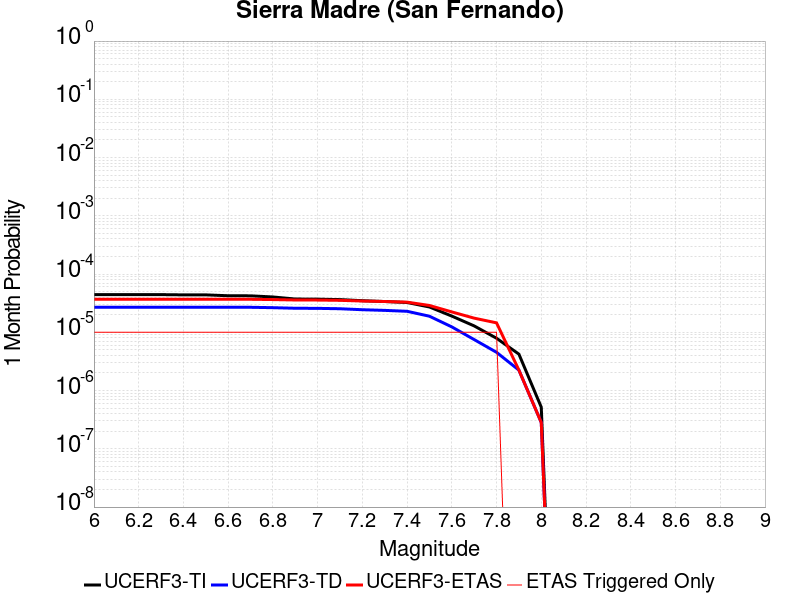 Sierra Madre (San Fernando)
10^0
10^-1
10^-2
10^-3
10^-4
10^-5
10^-6
10^-7
10^-8
1 Month Probability
6 6.2 6.4 6.6 6.8 7 7.2 7.4 7.6 7.8 8 8.2 8.4 8.6 8.8 9
Magnitude
UCERF3-TI UCERF3-TD UCERF3-ETAS ETAS Triggered Only